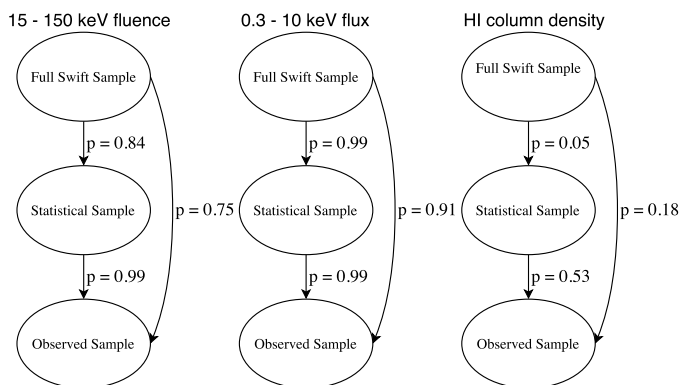 15 - 150 keV fluence
Full Swift Sample
p = 0.84
Statistical Sample
p = 0.75
p = 0.99
Observed Sample
0.3 - 10 keV flux
Full Swift Sample
p = 0.99
Statistical Sample
p = 0.91
p = 0.99
Observed Sample
HI column density
Full Swift Sample
p = 0.05
Statistical Sample
p = 0.18
p = 0.53
Observed Sample